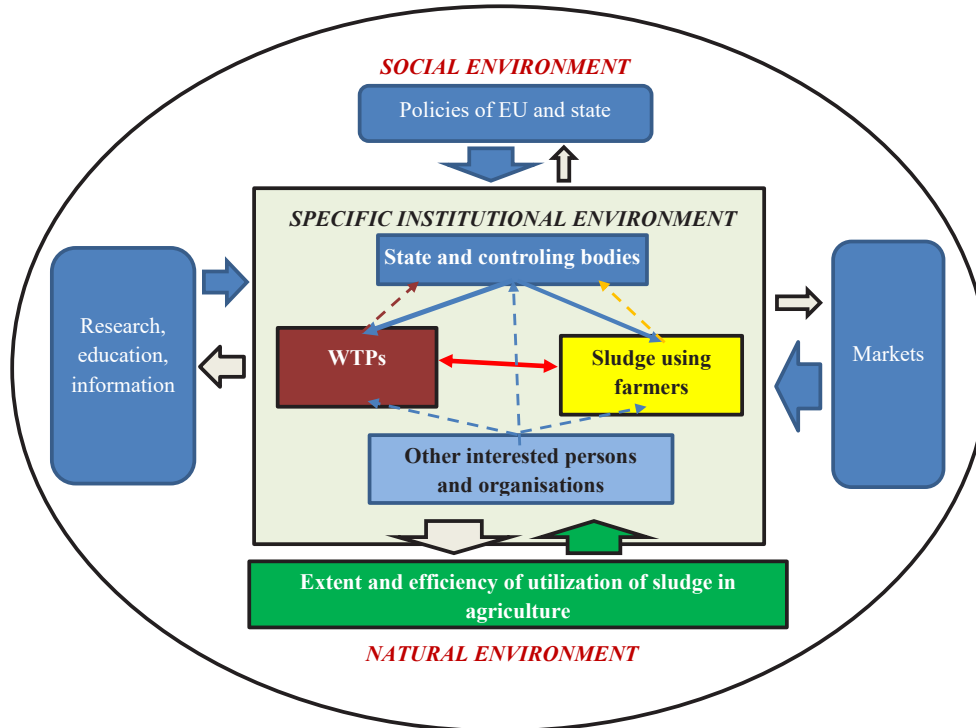 SOCIAL ENVIRONMENT
Policies of EU and state
SPECIFIC INSTITUTIONAL ENVIRONMENT
State and controling bodies
Research,
education,
information
WTPs
Sludge using
farmers
Markets
Other interested persons
and organisations
Extent and efficiency of utilization of sludge in
agriculture
NATURAL ENVIRONMENT